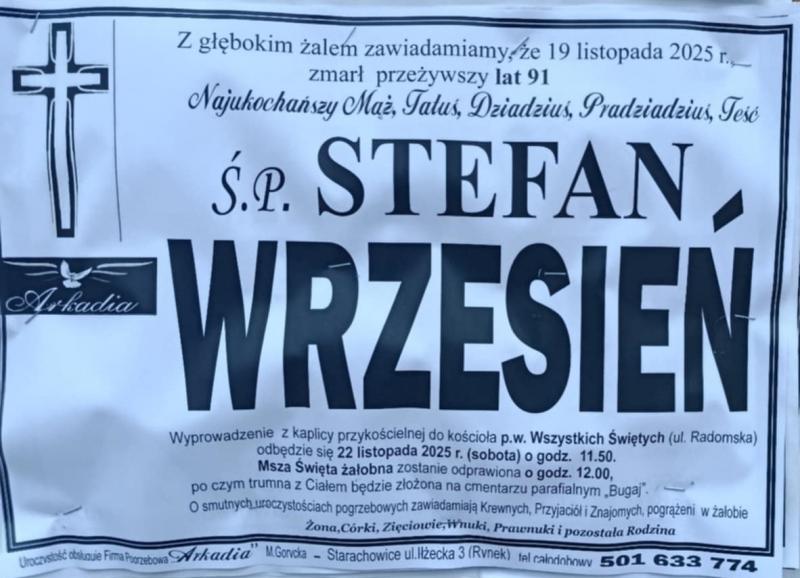 Z głębokim żalem zawiadamiamy, że 19 listopada 2025 r.
zmarł przeżywszy lat 91
Najukochańszy Mąż, Tatuś, Dziadziuś, Pradziadziuś, Teść
Ś.P. STEFAN
WRZESIEŃ
Arkadia
Wyprowadzenie z kaplicy przykościelnej do kościoła p.w. Wszystkich Świętych (ul. Radomska)
odbędzie się 22 listopada 2025 r. (sobota) o godz. 11.50.
Msza Święta żałobna zostanie odprawiona o godz. 12.00,
po czym trumna z Ciałem będzie złożona na cmentarzu parafialnym „Bugaj”.
O smutnych uroczystościach pogrzebowych zawiadamiają Krewnych, Przyjaciół i Znajomych, pogrążeni w żałobie
Żona, Córki, Zięciowie, Wnuki, Prawnuki i pozostała Rodzina
Uroczystość obsługuje Firma Pogrzebowa „Arkadia” M.Gorycka – Starachowice ul.Iłżecka 3 (Rynek) tel.całodobowy 501 633 774